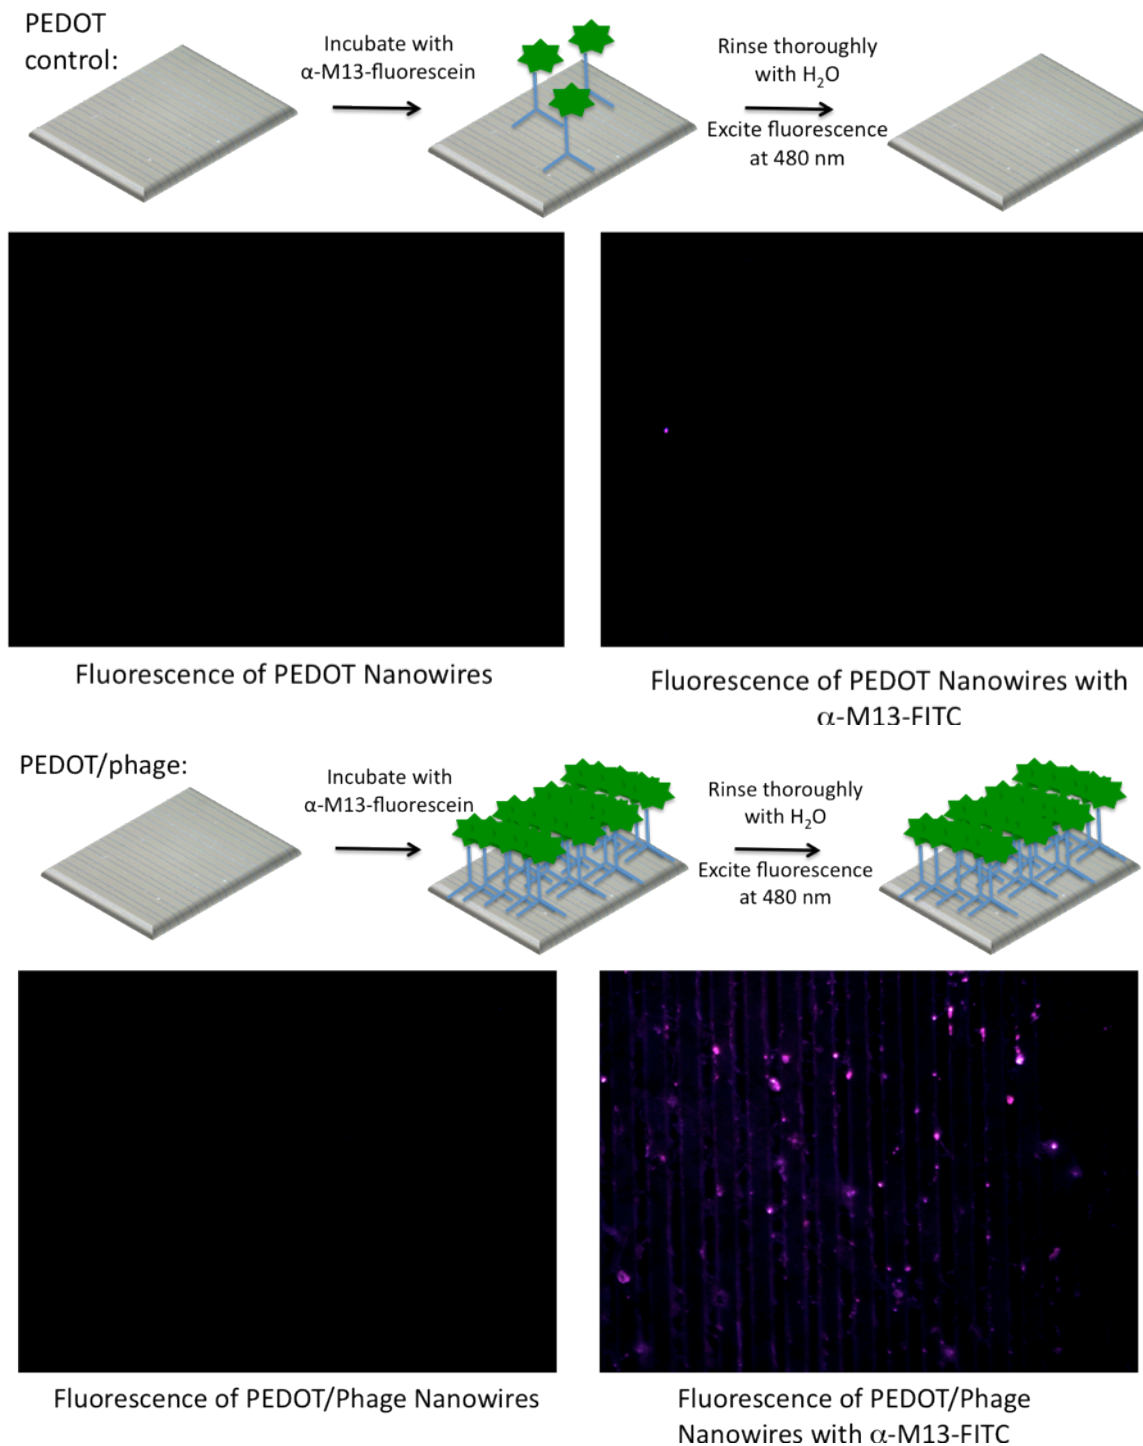 PEDOT
control:
Incubate with
α-M13-fluorescein
Rinse thoroughly
with H₂O
Excite fluorescence
at 480 nm
Fluorescence of PEDOT Nanowires
Fluorescence of PEDOT Nanowires with
α-M13-FITC
PEDOT/phage:
Incubate with
α-M13-fluorescein
Rinse thoroughly
with H₂O
Excite fluorescence
at 480 nm
Fluorescence of PEDOT/Phage Nanowires
Fluorescence of PEDOT/Phage
Nanowires with α-M13-FITC